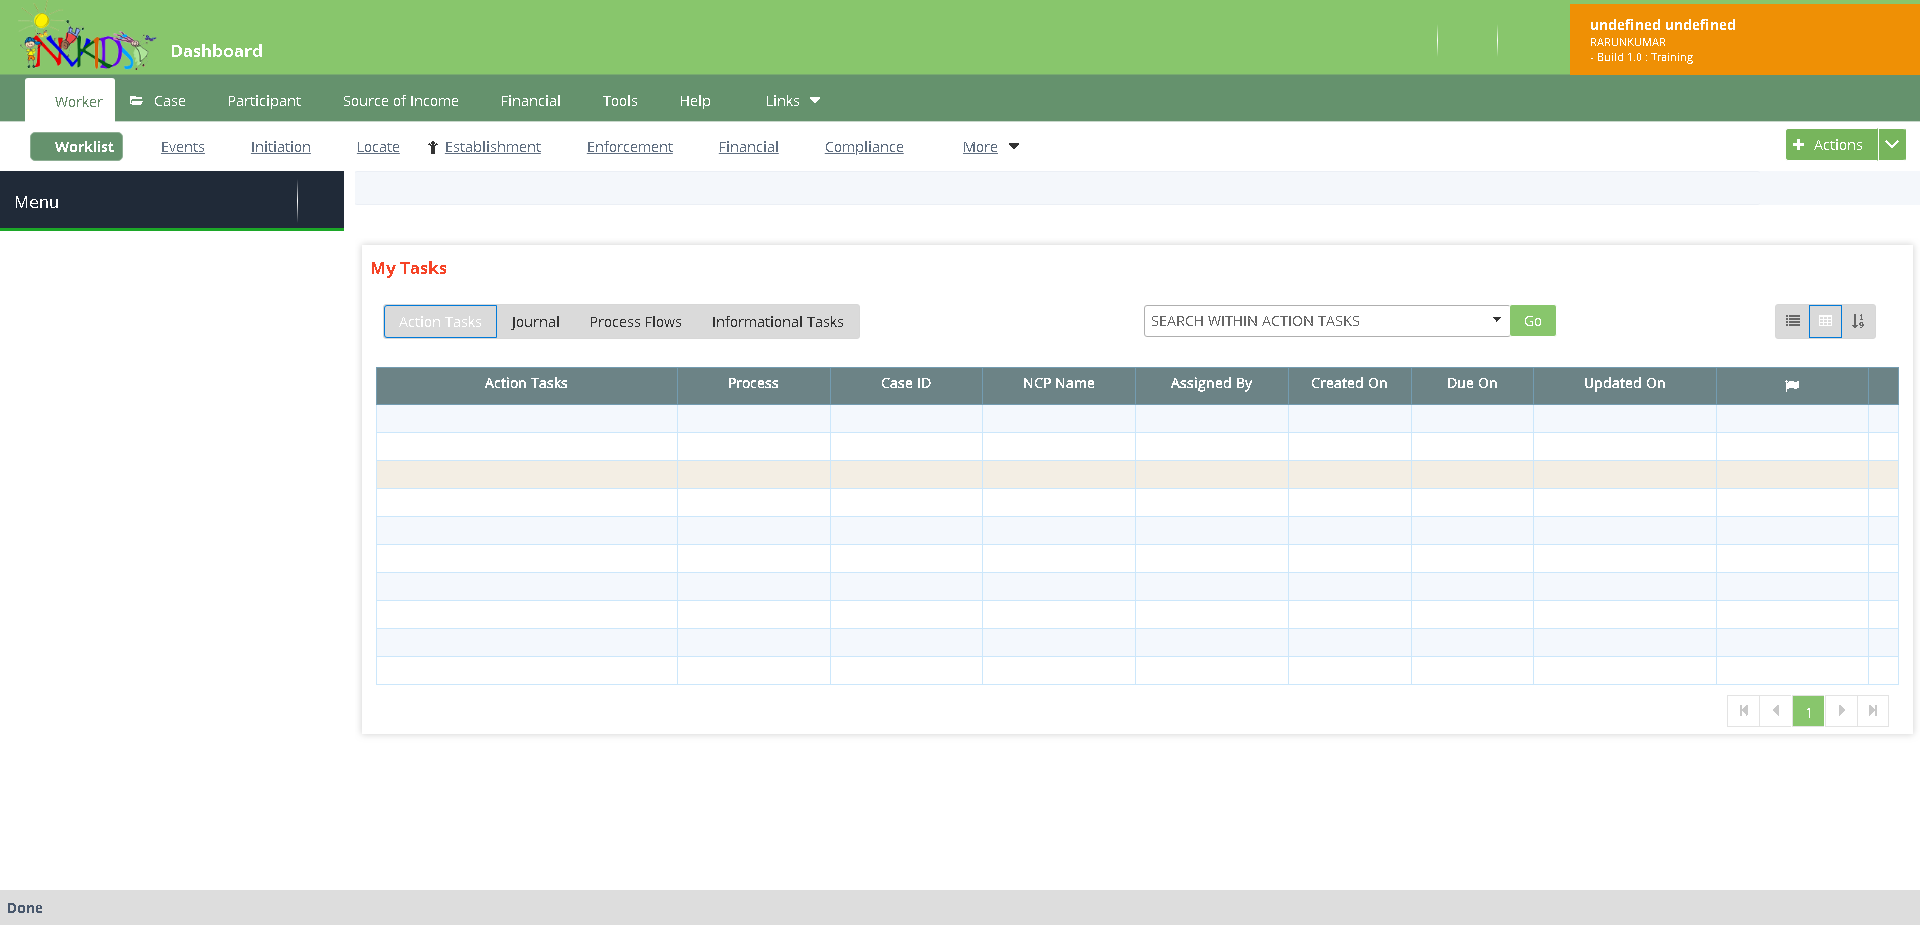 NVKIDS
Dashboard
undefined undefined
RARUNKUMAR
- Build 1.0 : Training
Worker
Case
Participant
Source of Income
Financial
Tools
Help
Links
Worklist
Events
Initiation
Locate
Establishment
Enforcement
Financial
Compliance
More
Actions
Menu
My Tasks
Action Tasks
Journal
Process Flows
Informational Tasks
SEARCH WITHIN ACTION TASKS
Go
Action Tasks
Process
Case ID
NCP Name
Assigned By
Created On
Due On
Updated On
1
Done